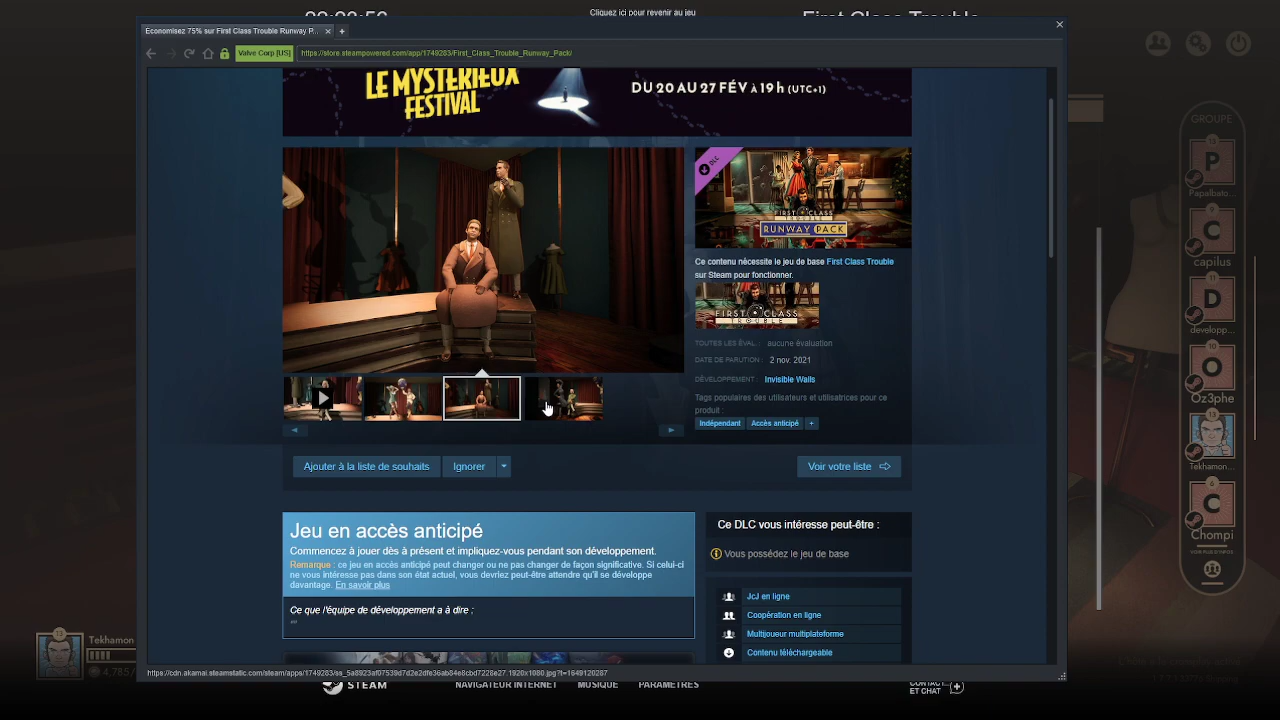 Cliquez ici pour revenir au jeu
First Class Trouble
Economisez 75% sur First Class Trouble Runway P...
Valve Corp [US]
https://store.steampowered.com/app/1749283/First_Class_Trouble_Runway_Pack/
LE MYSTÉRIEUX
FESTIVAL
DU 20 AU 27 FÉV À 19 h (UTC+1)
DLC
FIRST CLASS
TROUBLE
RUNWAY PACK
Ce contenu nécessite le jeu de base First Class Trouble
sur Steam pour fonctionner.
FIRST CLASS
TROUBLE
TOUTES LES ÉVAL. : aucune évaluation
DATE DE PARUTION : 2 nov. 2021
DÉVELOPPEMENT : Invisible Walls
Tags populaires des utilisateurs et utilisatrices pour ce
produit :
Indépendant Accès anticipé +
Ajouter à la liste de souhaits Ignorer Voir votre liste
Jeu en accès anticipé
Commencez à jouer dès à présent et impliquez-vous pendant son développement.
Remarque : ce jeu en accès anticipé peut changer ou ne pas changer de façon significative. Si celui-ci
ne vous intéresse pas dans son état actuel, vous devriez peut-être attendre qu'il se développe
davantage. En savoir plus
Ce que l'équipe de développement a à dire :
Ce DLC vous intéresse peut-être :
Vous possédez le jeu de base
JcJ en ligne
Coopération en ligne
Multijoueur multiplateforme
Contenu téléchargeable
GROUPE
13
P
Papalbato...
C
capilus
11
D
developp...
10
O
Oz3phe
13
Tekhamon...
6
C
Chompi
13
Tekhamon
4,785
STEAM
NAVIGATEUR INTERNET MUSIQUE PARAMÈTRES
ET CHAT